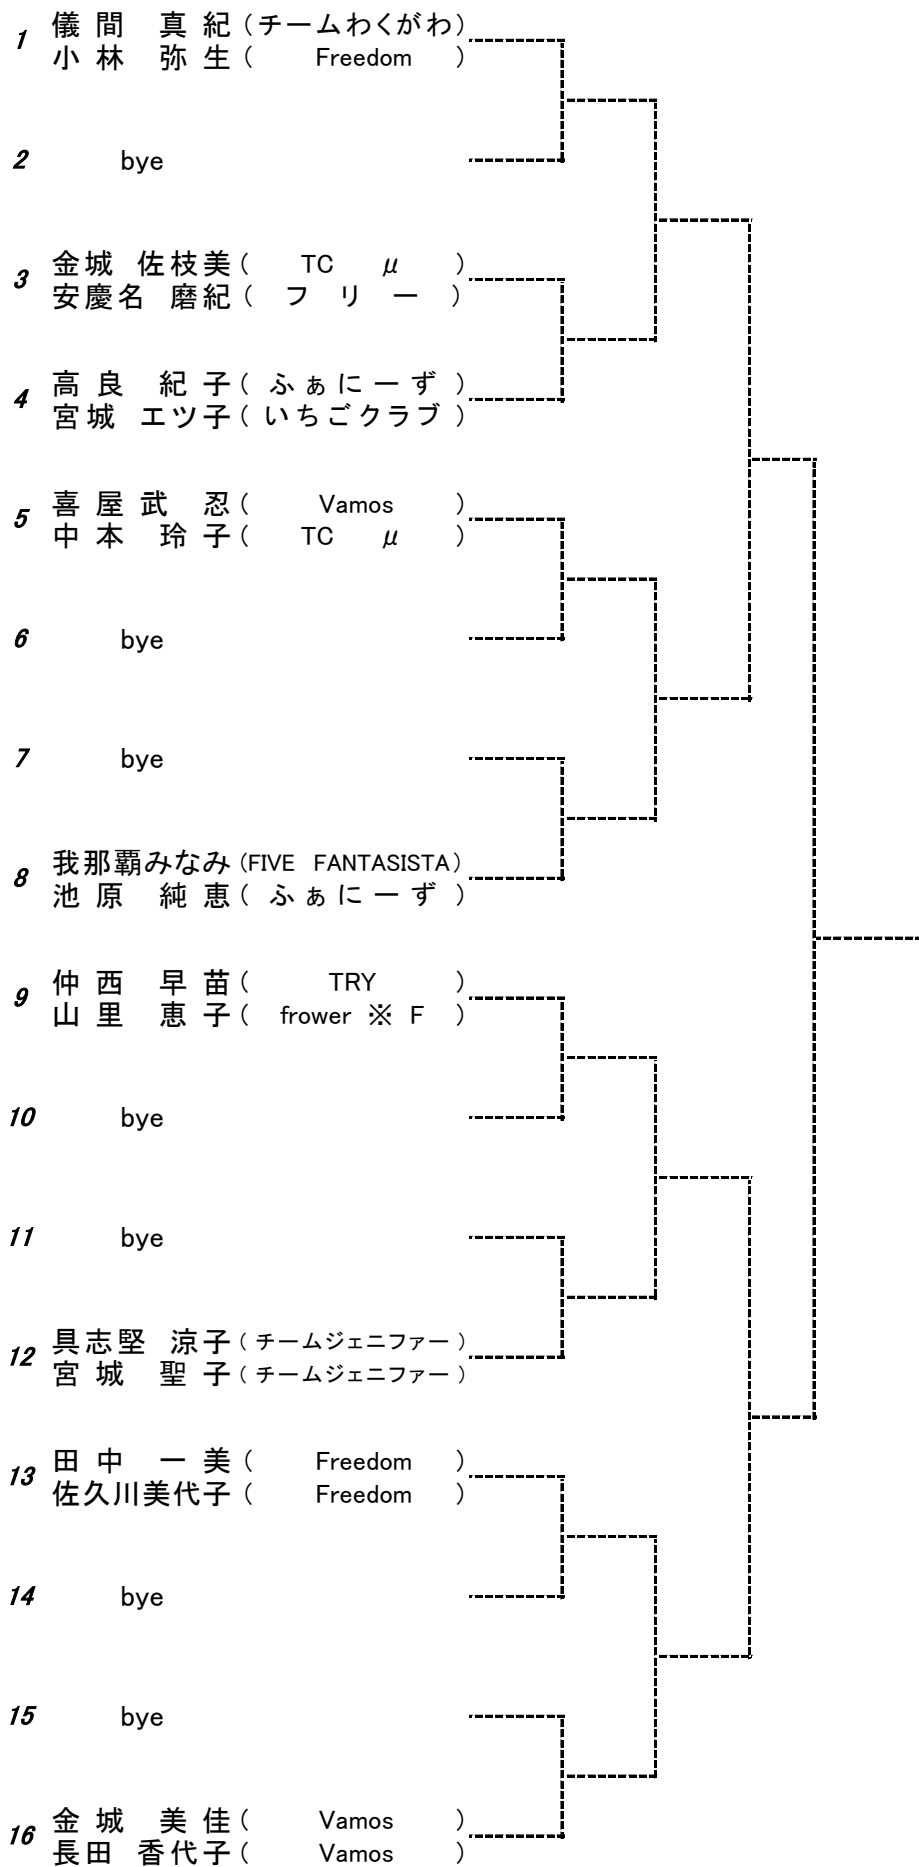 1 儀間 真紀(チームわくがわ)
小林 弥生( Freedom )
2 bye
3 金城 佐枝美( TC μ )
安慶名 磨紀( フリー )
4 高良 紀子( ふぁにーず )
宮城 エツ子( いちごクラブ )
5 喜屋武 忍( Vamos )
中本 玲子( TC μ )
6 bye
7 bye
8 我那覇みなみ(FIVE FANTASISTA)
池原 純恵( ふぁにーず )
9 仲西 早苗( TRY )
山里 恵子( frower ※ F )
10 bye
11 bye
12 具志堅 涼子( チームジェニファー )
宮城 聖子( チームジェニファー )
13 田中 一美( Freedom )
佐久川美代子( Freedom )
14 bye
15 bye
16 金城 美佳( Vamos )
長田 香代子( Vamos )